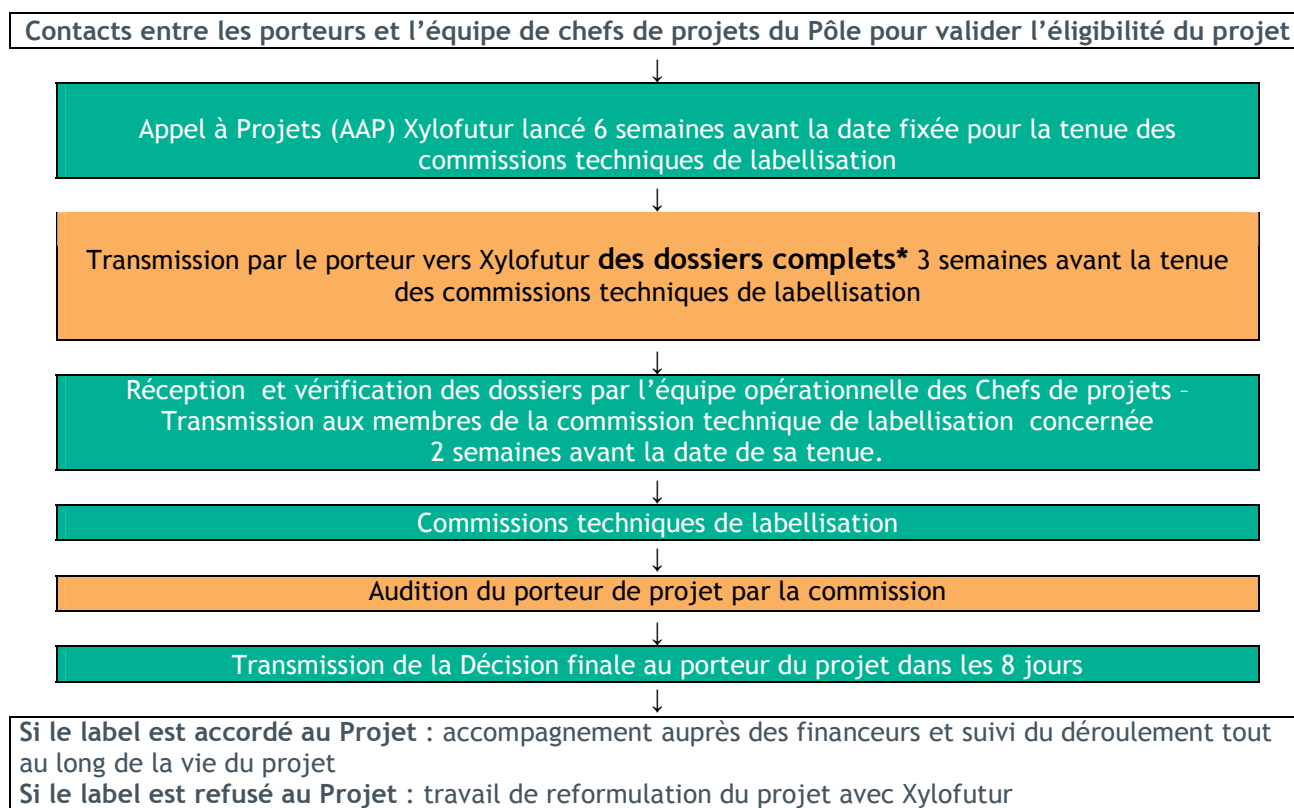 Contacts entre les porteurs et l’équipe de chefs de projets du Pôle pour valider l’éligibilité du projet
↓
Appel à Projets (AAP) Xylofutur lancé 6 semaines avant la date fixée pour la tenue des
commissions techniques de labellisation
↓
Transmission par le porteur vers Xylofutur des dossiers complets* 3 semaines avant la tenue
des commissions techniques de labellisation
↓
Réception et vérification des dossiers par l’équipe opérationnelle des Chefs de projets –
Transmission aux membres de la commission technique de labellisation concernée
2 semaines avant la date de sa tenue.
↓
Commissions techniques de labellisation
↓
Audition du porteur de projet par la commission
↓
Transmission de la Décision finale au porteur du projet dans les 8 jours
↓
Si le label est accordé au Projet : accompagnement auprès des financeurs et suivi du déroulement tout
au long de la vie du projet
Si le label est refusé au Projet : travail de reformulation du projet avec Xylofutur